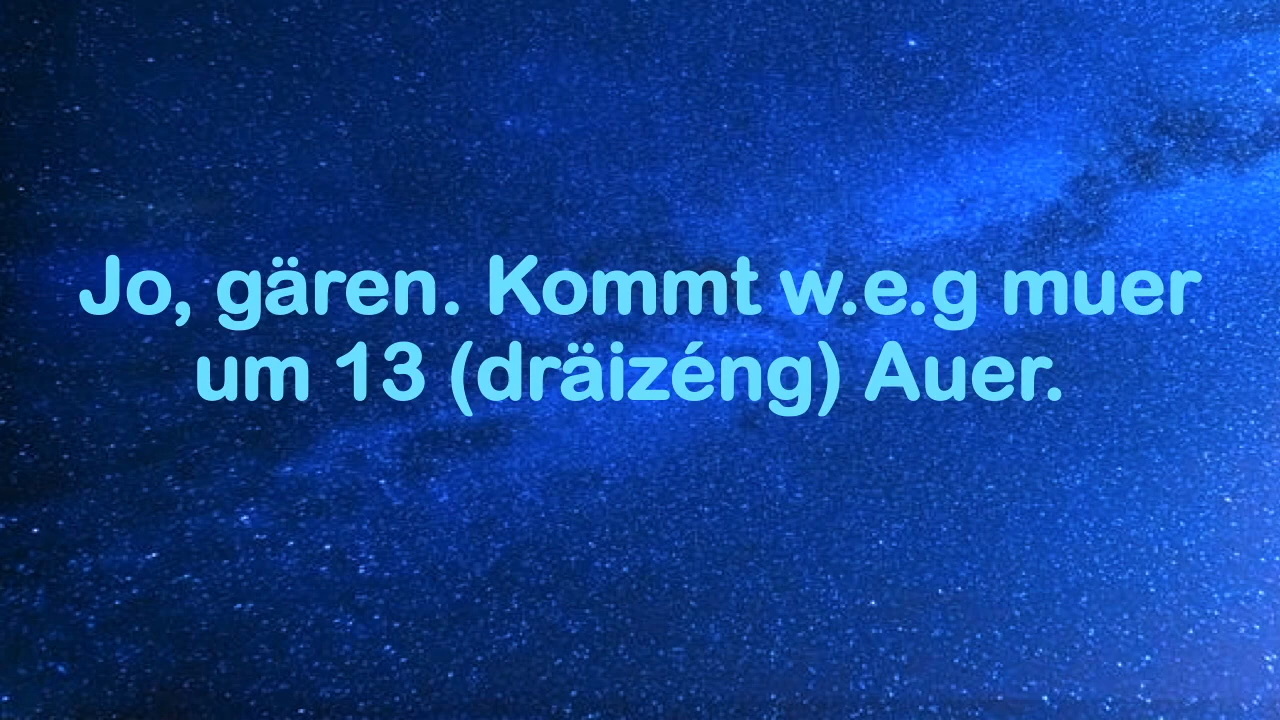 Jo, gären. Kommt w.e.g muer
um 13 (dräizéng) Auer.